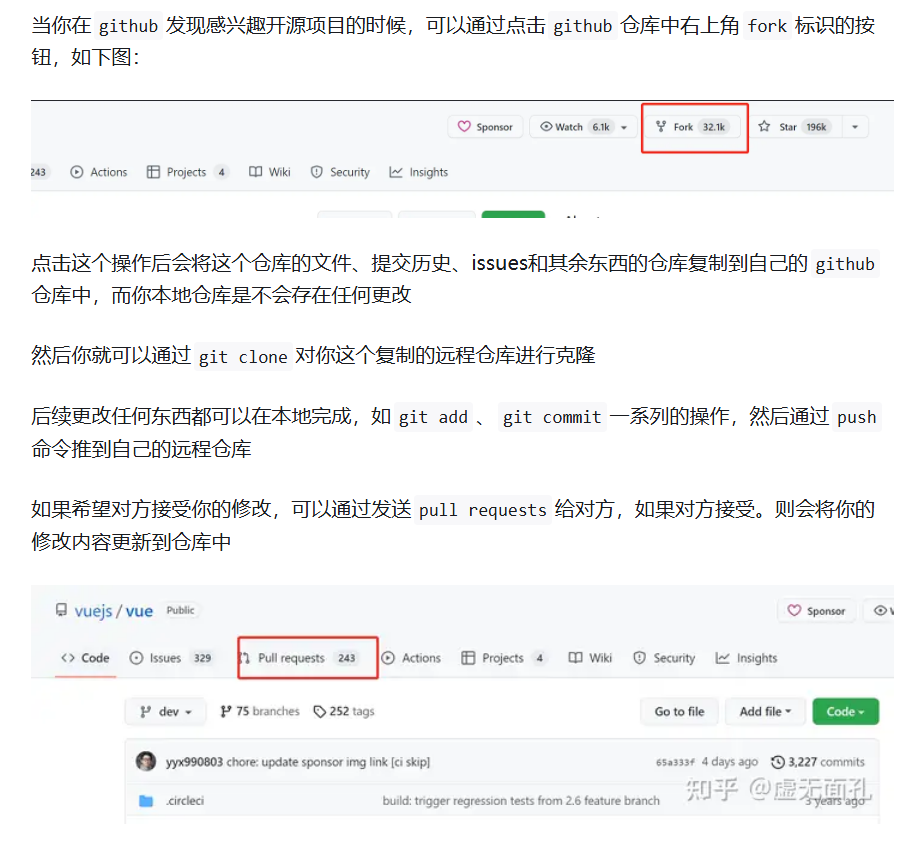 当你在 github 发现感兴趣开源项目的时候，可以通过点击 github 仓库中右上角 fork 标识的按
钮，如下图：
Sponsor Watch 6.1k Fork 32.1k Star 196k
243 Actions Projects 4 Wiki Security Insights
点击这个操作后会将这个仓库的文件、提交历史、issues和其余东西的仓库复制到自己的 github
仓库中，而你本地仓库是不会存在任何更改
然后你就可以通过 git clone 对你这个复制的远程仓库进行克隆
后续更改任何东西都可以在本地完成，如 git add 、 git commit 一系列的操作，然后通过 push
命令推到自己的远程仓库
如果希望对方接受你的修改，可以通过发送 pull requests 给对方，如果对方接受。则会将你的
修改内容更新到仓库中
vuejs / vue Public Sponsor
<> Code Issues 329 Pull requests 243 Actions Projects 4 Wiki Security Insights
dev 75 branches 252 tags Go to file Add file Code
yyx990803 chore: update sponsor img link [ci skip] 65a333f 4 days ago 3,227 commits
.circleci build: trigger regression tests from 2.6 feature branch 3 years ago
知乎 @虚无面孔